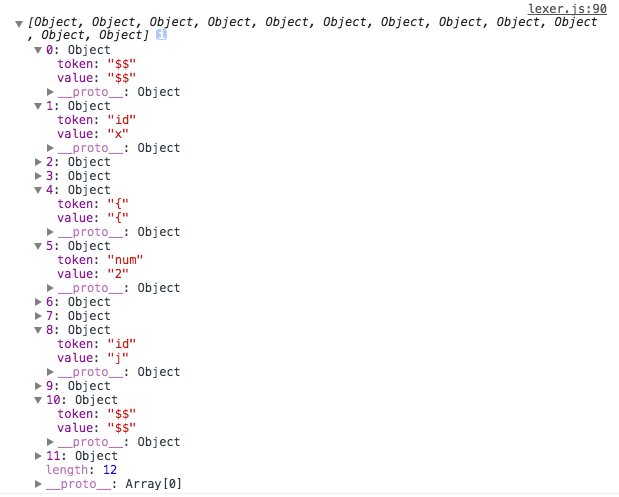 lexer.js:90
[Object, Object, Object, Object, Object, Object, Object, Object, Object, Object
, Object, Object] i
0: Object
token: "$$"
value: "$$"
__proto__: Object
1: Object
token: "id"
value: "x"
__proto__: Object
2: Object
3: Object
4: Object
token: "{"
value: "{"
__proto__: Object
5: Object
token: "num"
value: "2"
__proto__: Object
6: Object
7: Object
8: Object
token: "id"
value: "j"
__proto__: Object
9: Object
10: Object
token: "$$"
value: "$$"
__proto__: Object
11: Object
length: 12
__proto__: Array[0]